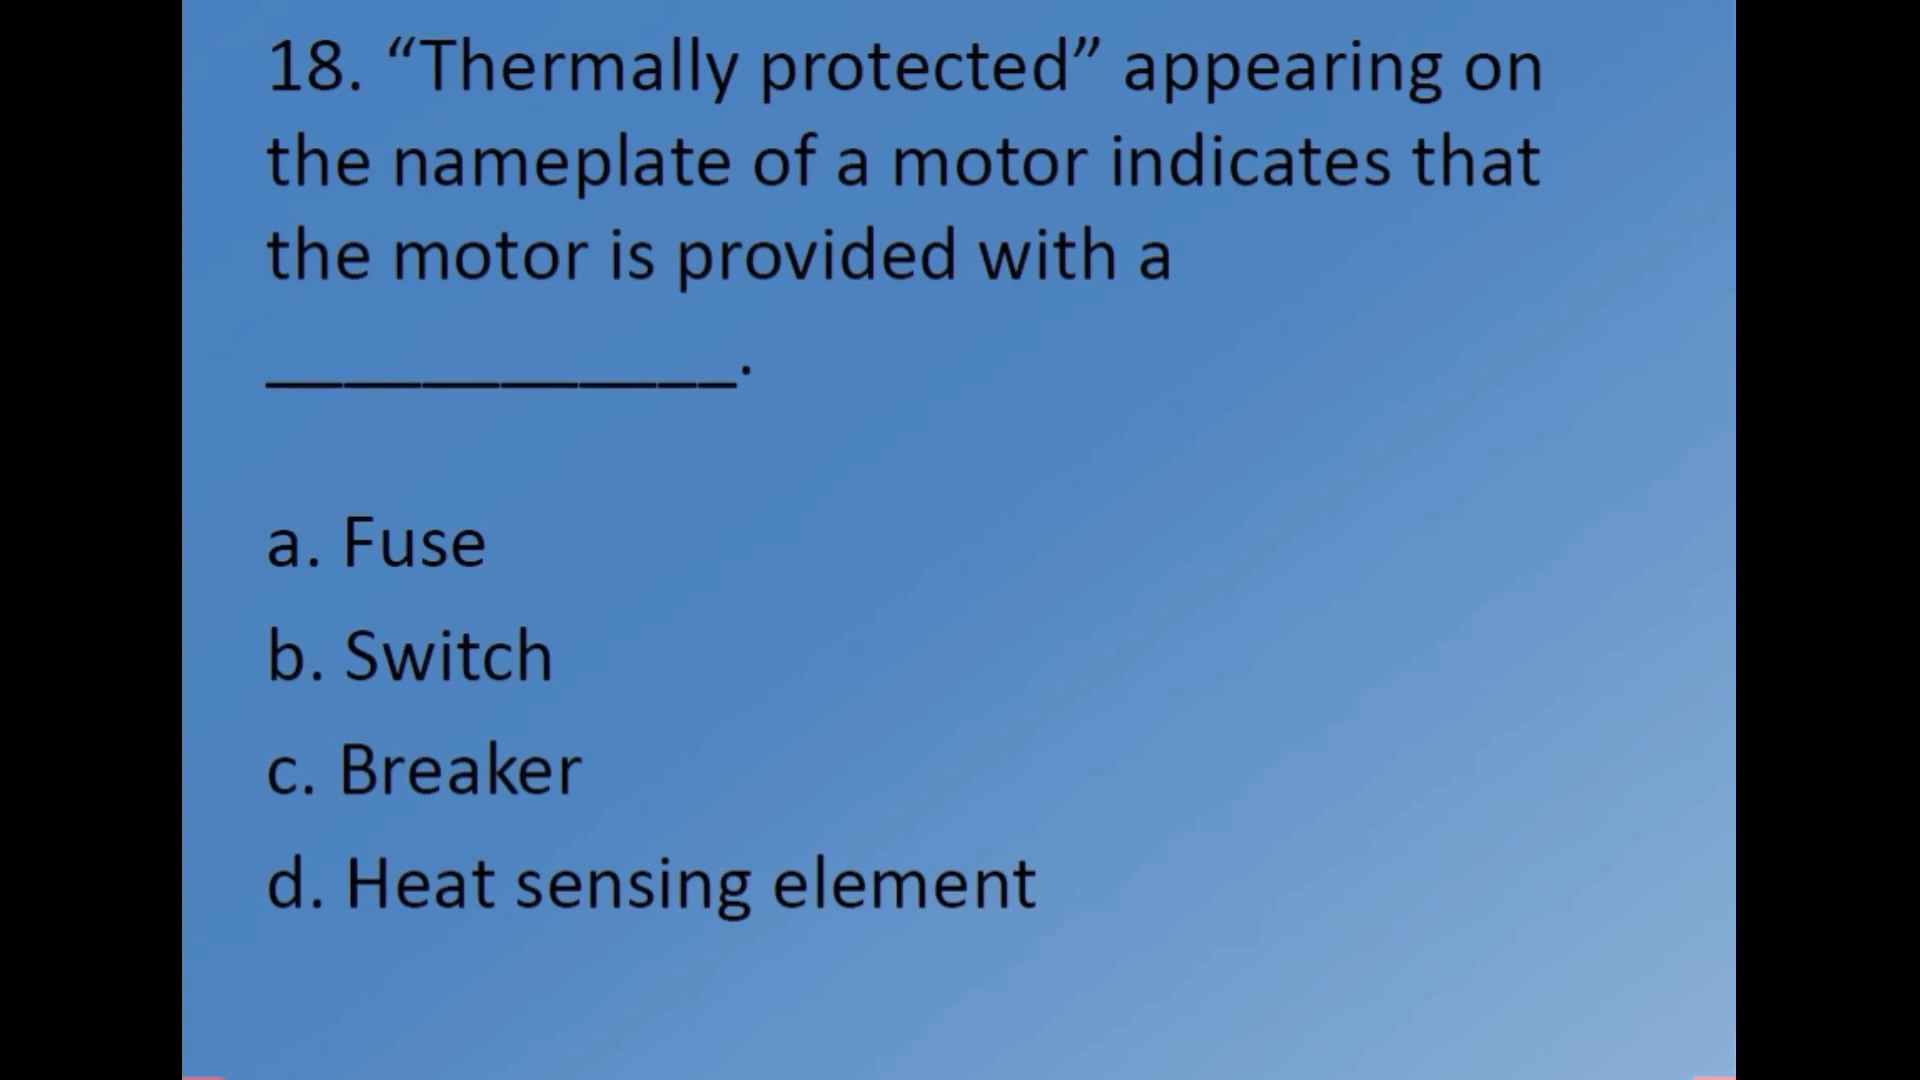 18. “Thermally protected” appearing on
the nameplate of a motor indicates that
the motor is provided with a
____________.
a. Fuse
b. Switch
c. Breaker
d. Heat sensing element